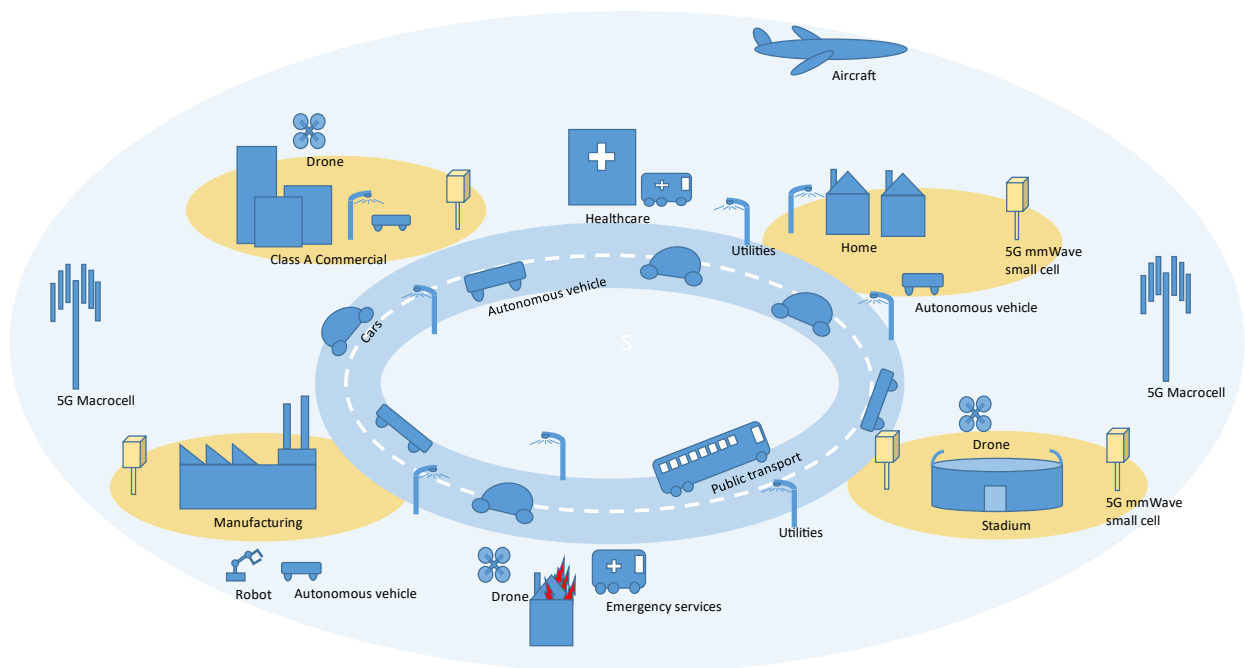 Aircraft
Drone
Class A Commercial
Healthcare
Utilities
Home
5G mmWave
small cell
Autonomous vehicle
Autonomous vehicle
Cars
S
5G Macrocell
5G Macrocell
Drone
Public transport
5G mmWave
small cell
Stadium
Manufacturing
Utilities
Robot
Autonomous vehicle
Drone
Emergency services